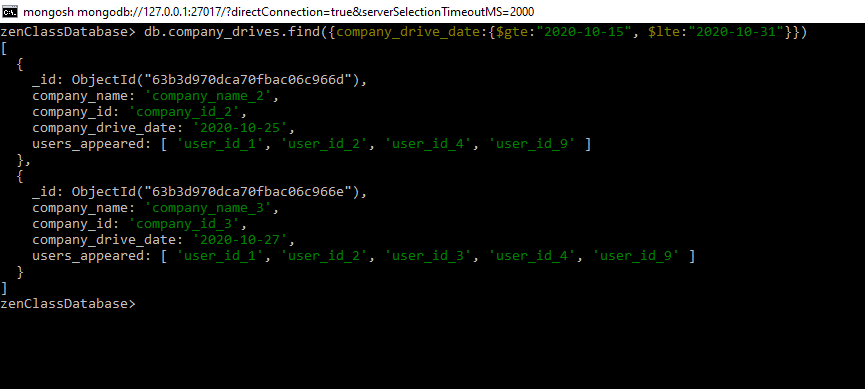 C:\. mongosh mongodb://127.0.0.1:27017/?directConnection=true&serverSelectionTimeoutMS=2000
zenClassDatabase> db.company_drives.find({company_drive_date:{$gte:"2020-10-15", $lte:"2020-10-31"}})
[
  {
    _id: ObjectId("63b3d970dca70fbac06c966d"),
    company_name: 'company_name_2',
    company_id: 'company_id_2',
    company_drive_date: '2020-10-25',
    users_appeared: [ 'user_id_1', 'user_id_2', 'user_id_4', 'user_id_9' ]
  },
  {
    _id: ObjectId("63b3d970dca70fbac06c966e"),
    company_name: 'company_name_3',
    company_id: 'company_id_3',
    company_drive_date: '2020-10-27',
    users_appeared: [ 'user_id_1', 'user_id_2', 'user_id_3', 'user_id_4', 'user_id_9' ]
  }
]
zenClassDatabase>